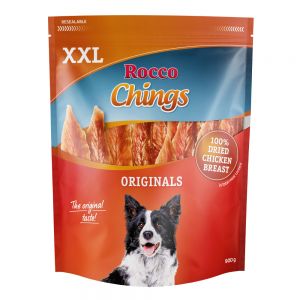 RESEALABLE
XXL
Rocco
Chings
100%
DRIED
CHICKEN
BREAST
ORIGINALS
The original
taste!
900g